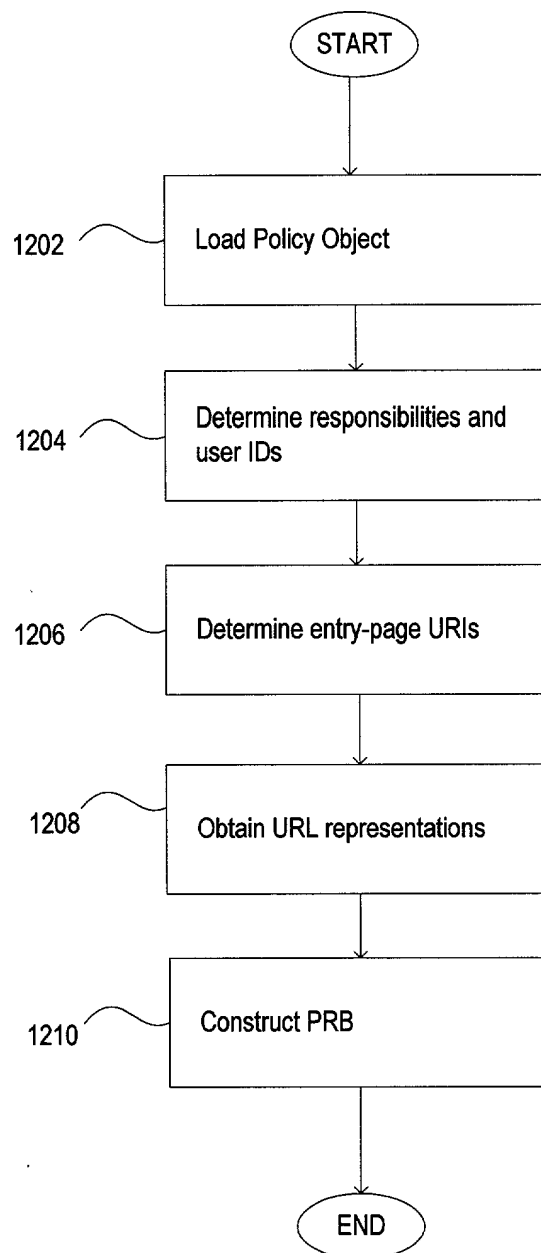 START
1202
Load Policy Object
1204
Determine responsibilities and
user IDs
1206
Determine entry-page URIs
1208
Obtain URL representations
1210
Construct PRB
END